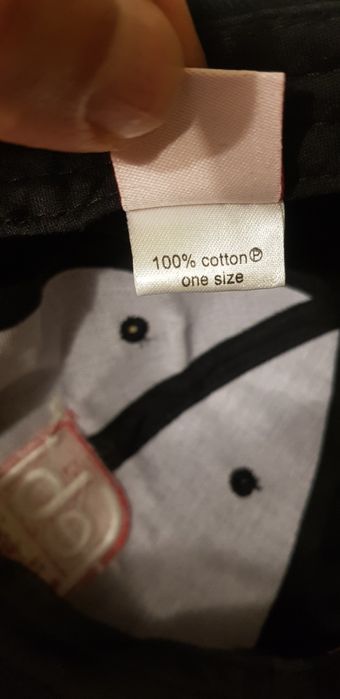 100% cotton Ⓟ
one size